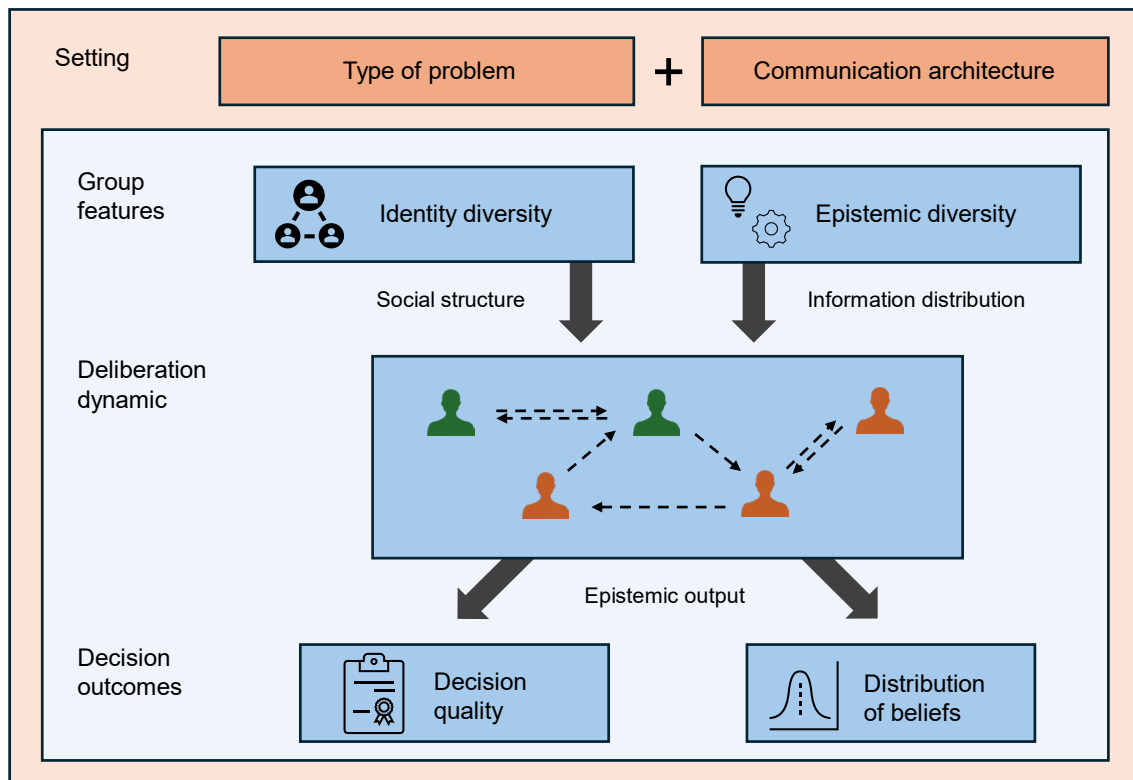 Setting
Type of problem
+
Communication architecture
Group
features
Identity diversity
Epistemic diversity
Social structure
Information distribution
Deliberation
dynamic
Epistemic output
Decision
outcomes
Decision
quality
Distribution
of beliefs